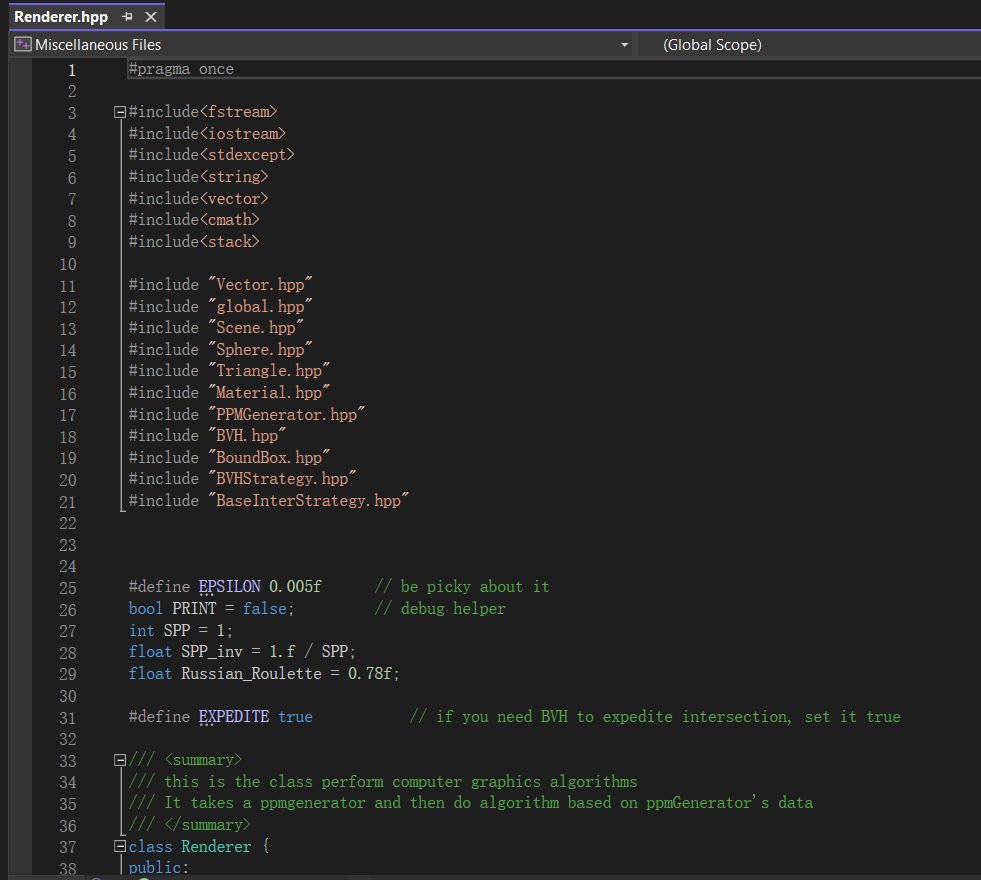 Renderer.hpp
Miscellaneous Files (Global Scope)
1 #pragma once
2
3 #include<fstream>
4 #include<iostream>
5 #include<stdexcept>
6 #include<string>
7 #include<vector>
8 #include<cmath>
9 #include<stack>
10
11 #include "Vector.hpp"
12 #include "global.hpp"
13 #include "Scene.hpp"
14 #include "Sphere.hpp"
15 #include "Triangle.hpp"
16 #include "Material.hpp"
17 #include "PPMGenerator.hpp"
18 #include "BVH.hpp"
19 #include "BoundBox.hpp"
20 #include "BVHStrategy.hpp"
21 #include "BaseInterStrategy.hpp"
22
23
24
25 #define EPSILON 0.005f // be picky about it
26 bool PRINT = false; // debug helper
27 int SPP = 1;
28 float SPP_inv = 1.f / SPP;
29 float Russian_Roulette = 0.78f;
30
31 #define EXPEDITE true // if you need BVH to expedite intersection, set it true
32
33 /// <summary>
34 /// this is the class perform computer graphics algorithms
35 /// It takes a ppmgenerator and then do algorithm based on ppmGenerator's data
36 /// </summary>
37 class Renderer {
38 public: